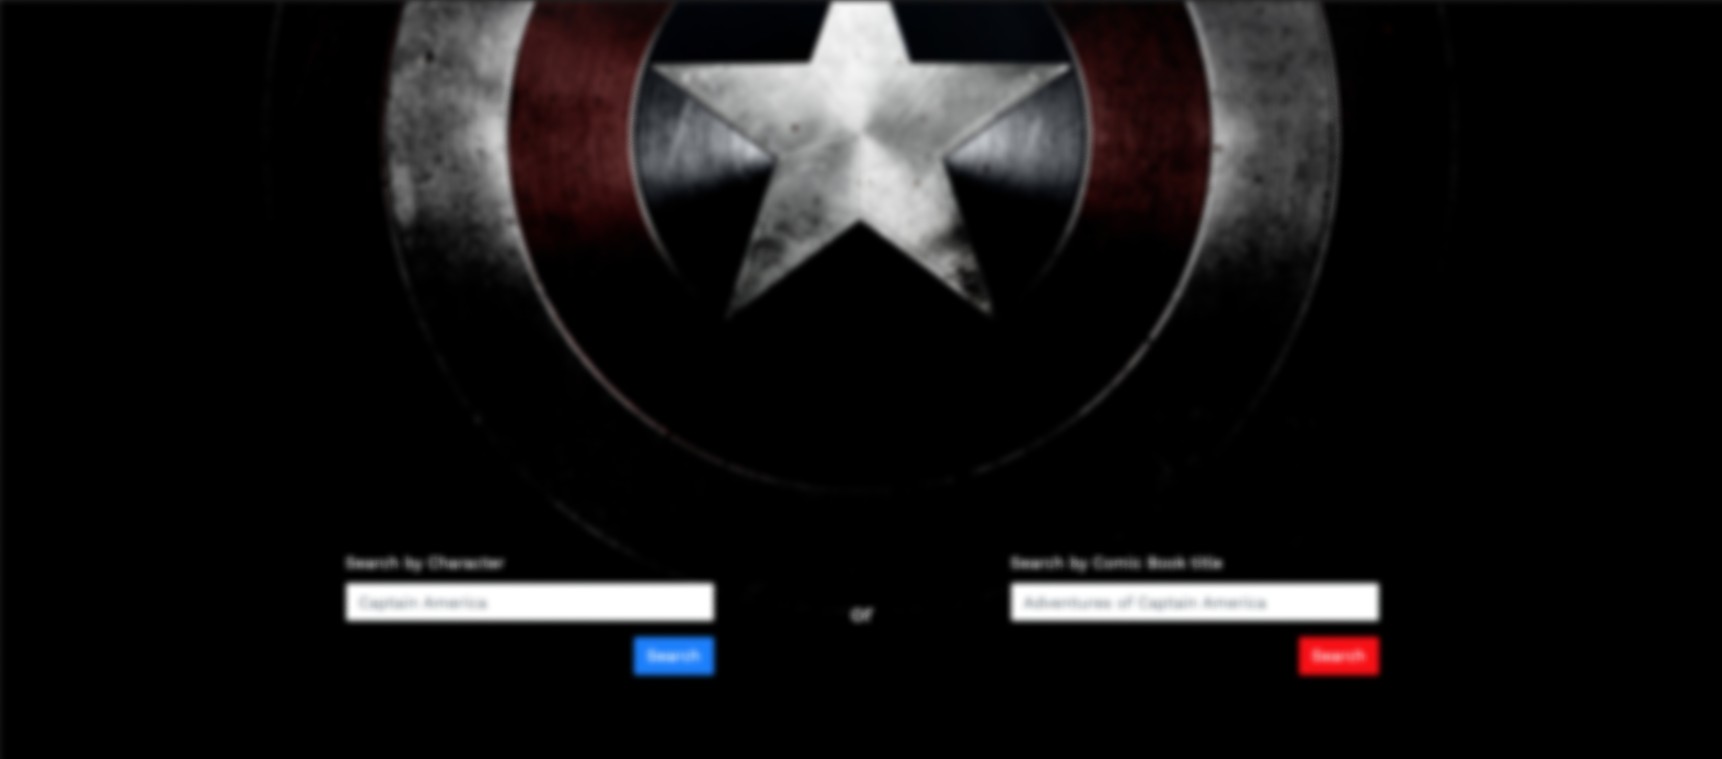 Search by Character
Captain America
Search
or
Search by Comic Book title
Adventures of Captain America
Search